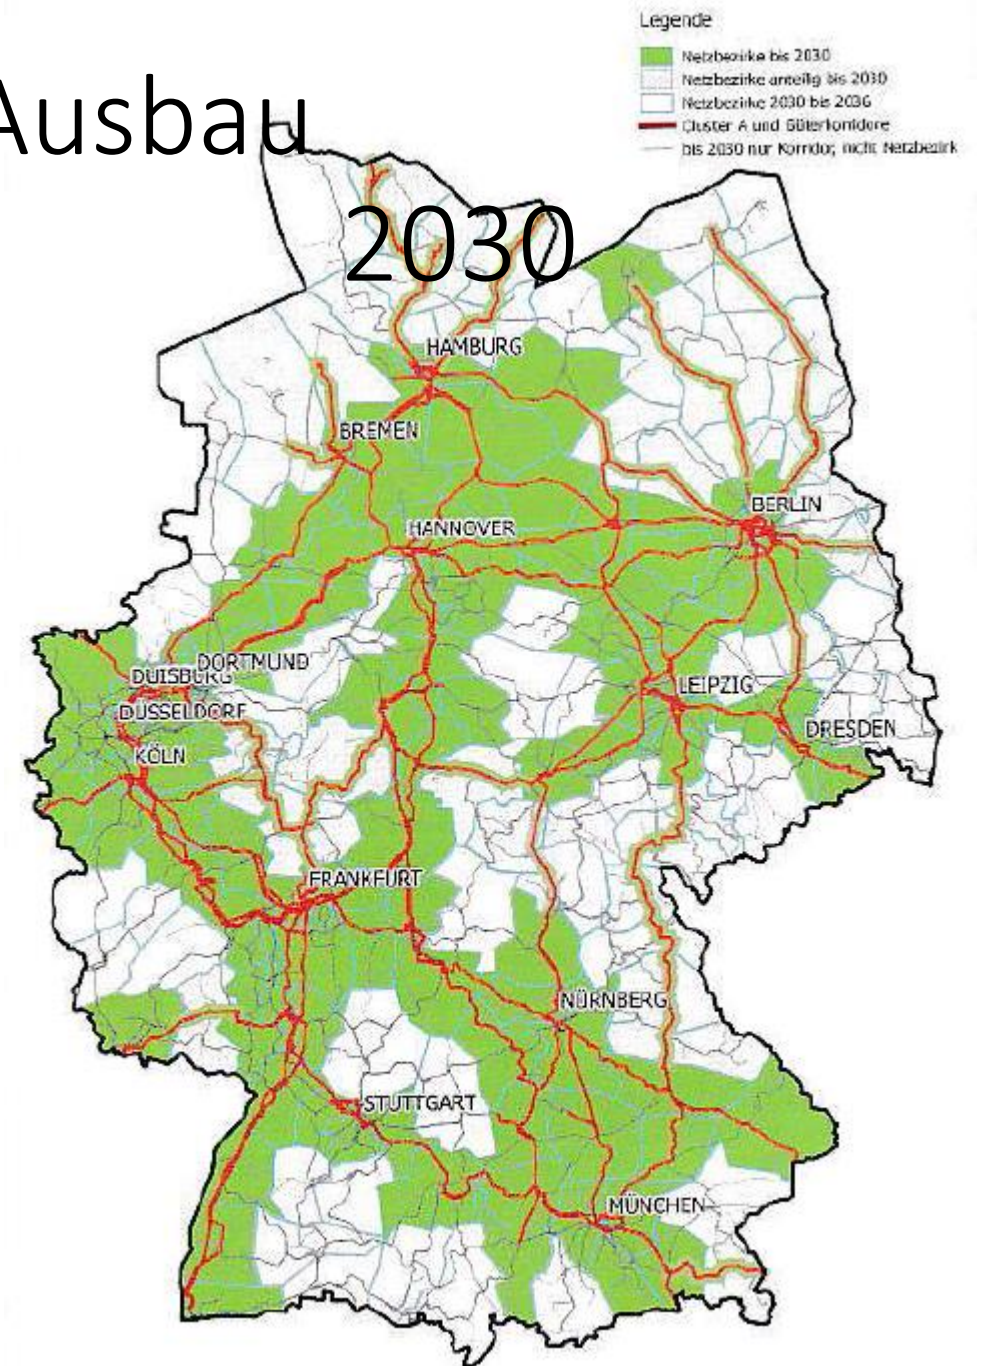 Ausbau
2030
Legende
Netzbezirke bis 2030
Netzbezirke anteilig bis 2030
Netzbezirke 2030 bis 2036
Cluster A und Güterkorridore
bis 2030 nur Korridor, nicht Netzbezirk
HAMBURG
BREMEN
BERLIN
HANNOVER
DORTMUND
DUISBURG
LEIPZIG
DÜSSELDORF
DRESDEN
KÖLN
FRANKFURT
NÜRNBERG
STUTTGART
MÜNCHEN